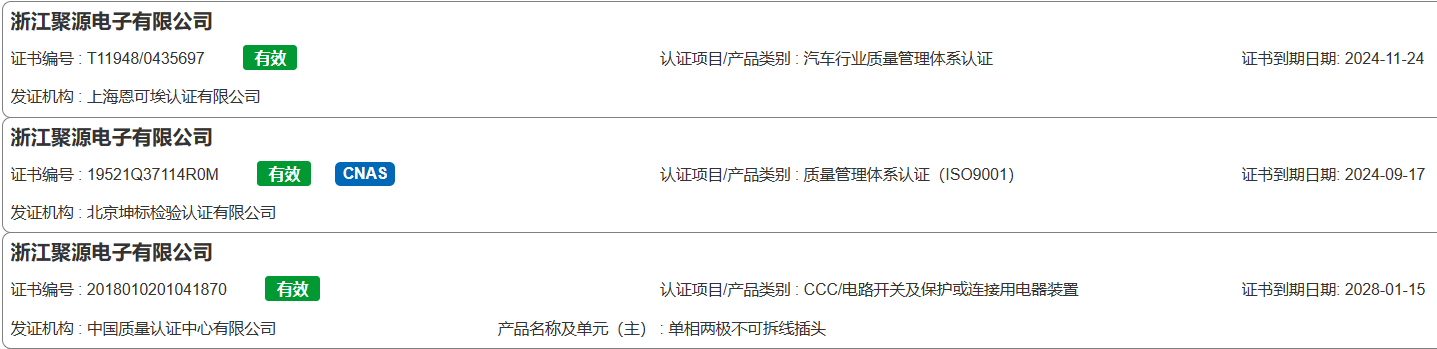 浙江聚源电子有限公司
证书编号 : T11948/0435697 有效 认证项目/产品类别 : 汽车行业质量管理体系认证 证书到期日期: 2024-11-24
发证机构 : 上海恩可埃认证有限公司
浙江聚源电子有限公司
证书编号 : 19521Q37114R0M 有效 CNAS 认证项目/产品类别 : 质量管理体系认证（ISO9001） 证书到期日期: 2024-09-17
发证机构 : 北京坤标检验认证有限公司
浙江聚源电子有限公司
证书编号 : 2018010201041870 有效 认证项目/产品类别 : CCC/电路开关及保护或连接用电器装置 证书到期日期: 2028-01-15
发证机构 : 中国质量认证中心有限公司 产品名称及单元（主） : 单相两极不可拆线插头